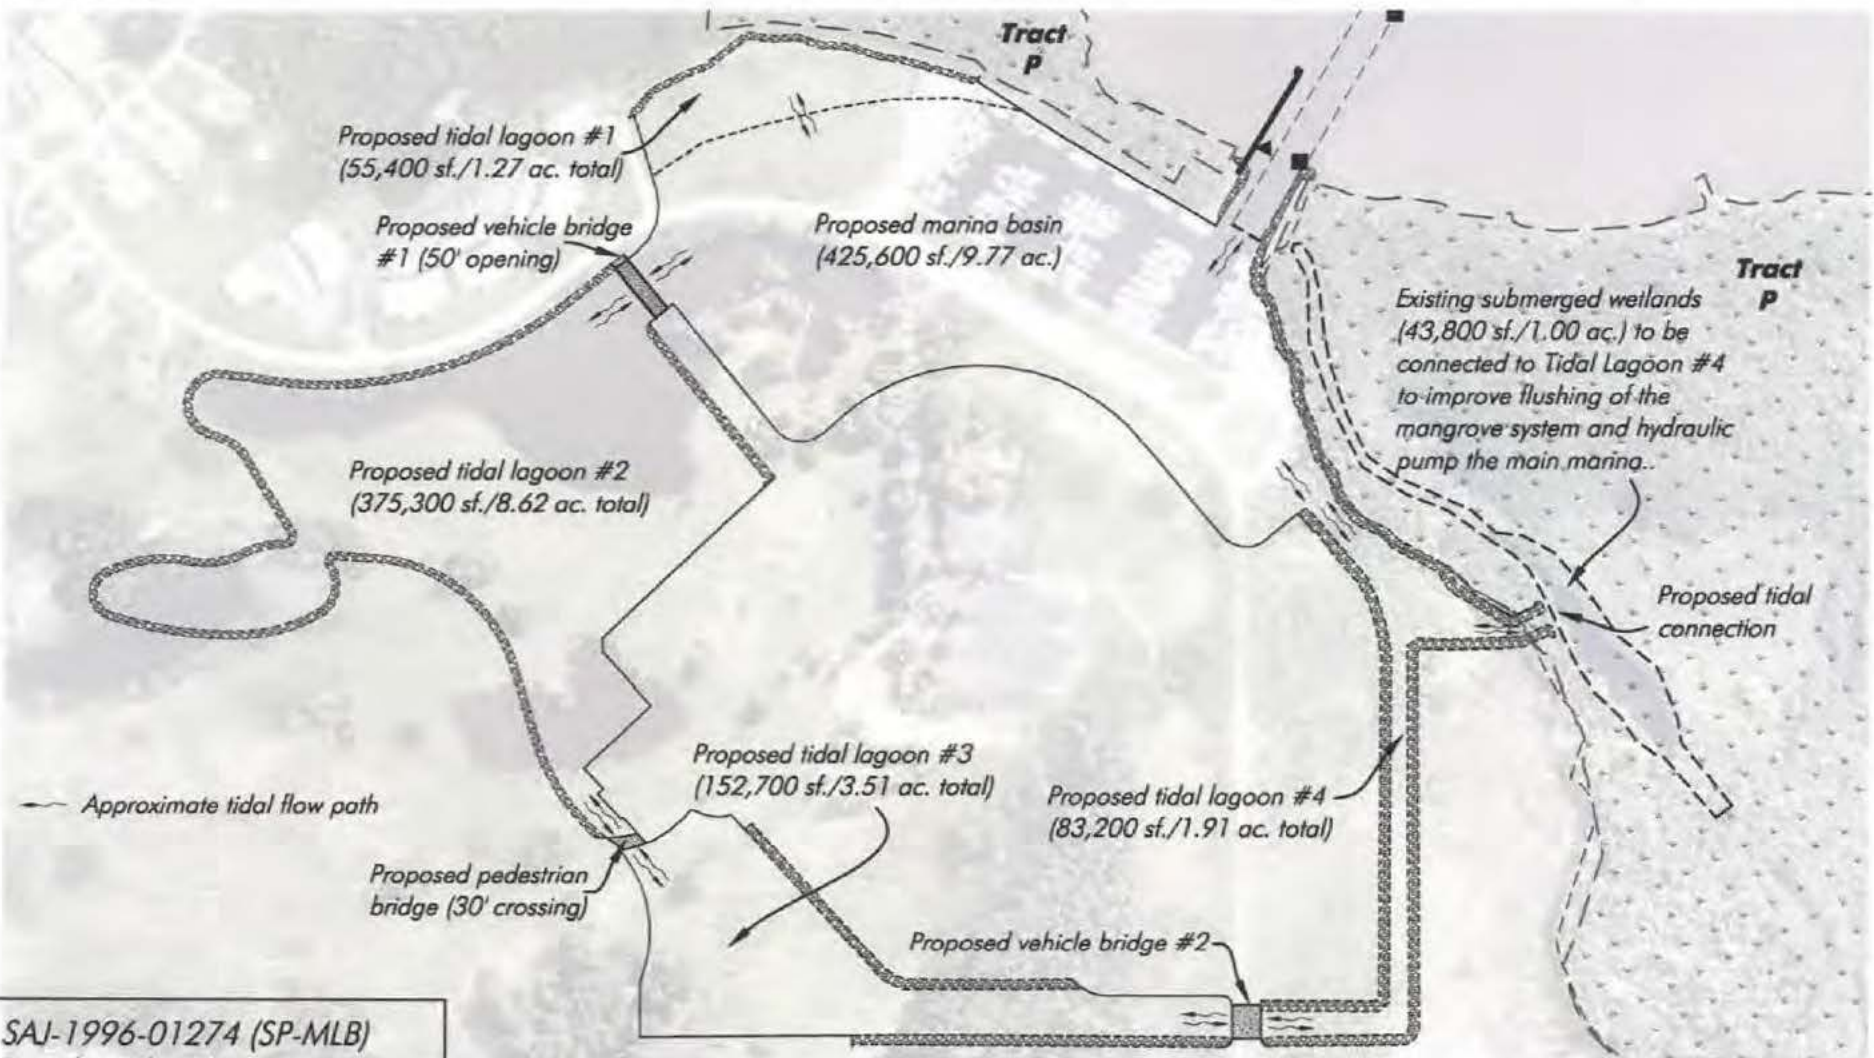 Tract
P
Proposed tidal lagoon #1
(55,400 sf./1.27 ac. total)
Proposed vehicle bridge
#1 (50' opening)
Proposed marina basin
(425,600 sf./9.77 ac.)
Tract
P
Existing submerged wetlands
(43,800 sf./1.00 ac.) to be
connected to Tidal Lagoon #4
to improve flushing of the
mangrove system and hydraulic
pump the main marina..
Proposed tidal lagoon #2
(375,300 sf./8.62 ac. total)
Proposed tidal
connection
Proposed tidal lagoon #3
(152,700 sf./3.51 ac. total)
Proposed tidal lagoon #4
(83,200 sf./1.91 ac. total)
Approximate tidal flow path
Proposed pedestrian
bridge (30' crossing)
Proposed vehicle bridge #2
SAJ-1996-01274 (SP-MLB)